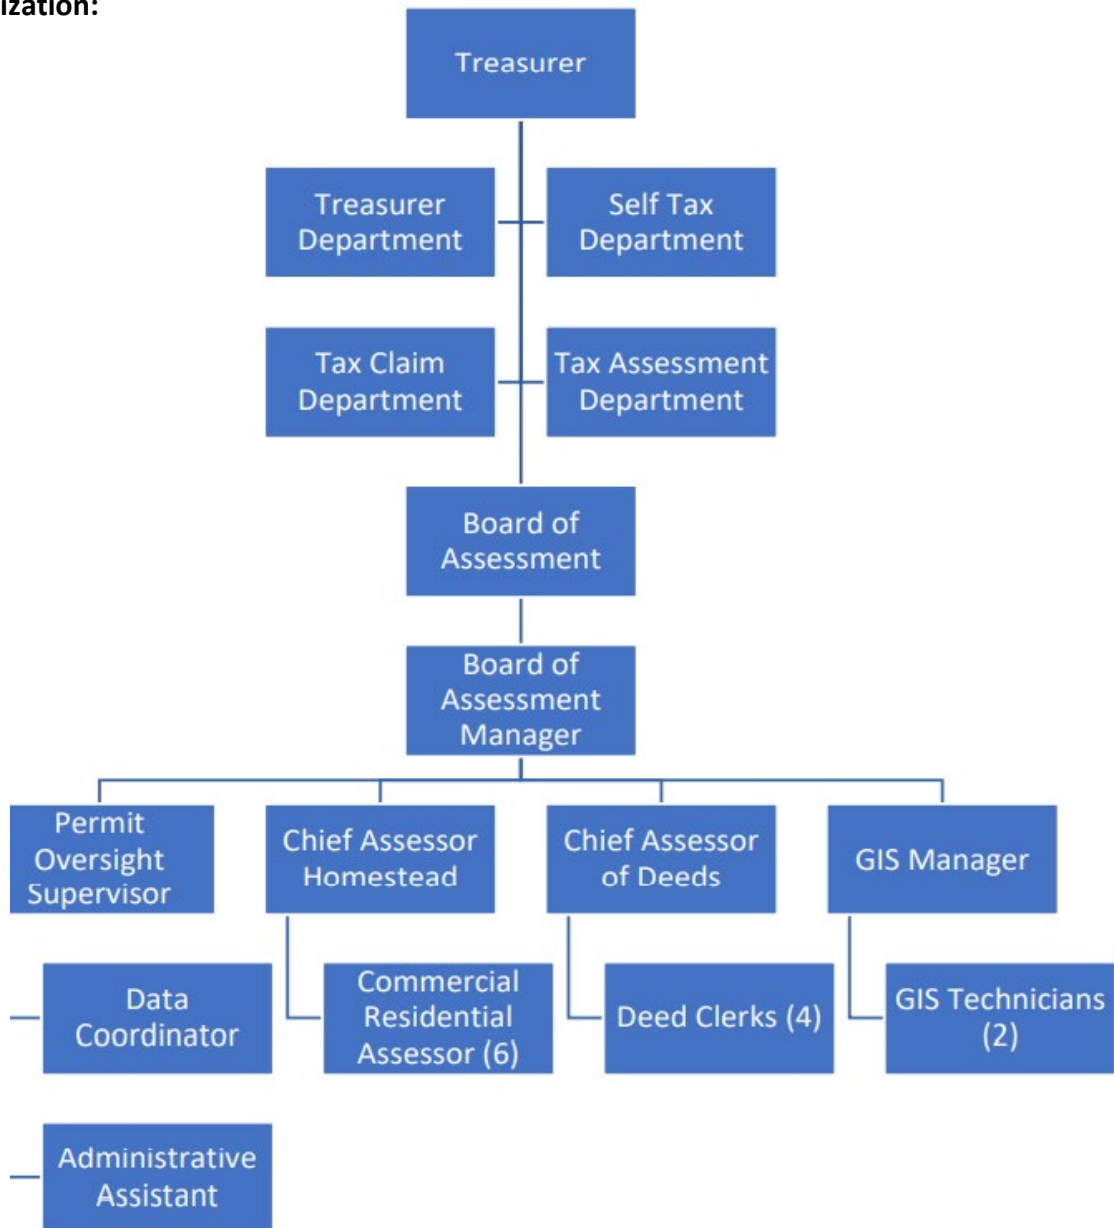 ization:
Treasurer
Treasurer
Department
Self Tax
Department
Tax Claim
Department
Tax Assessment
Department
Board of
Assessment
Board of
Assessment
Manager
Permit
Oversight
Supervisor
Chief Assessor
Homestead
Chief Assessor
of Deeds
GIS Manager
Data
Coordinator
Commercial
Residential
Assessor (6)
Deed Clerks (4)
GIS Technicians
(2)
Administrative
Assistant